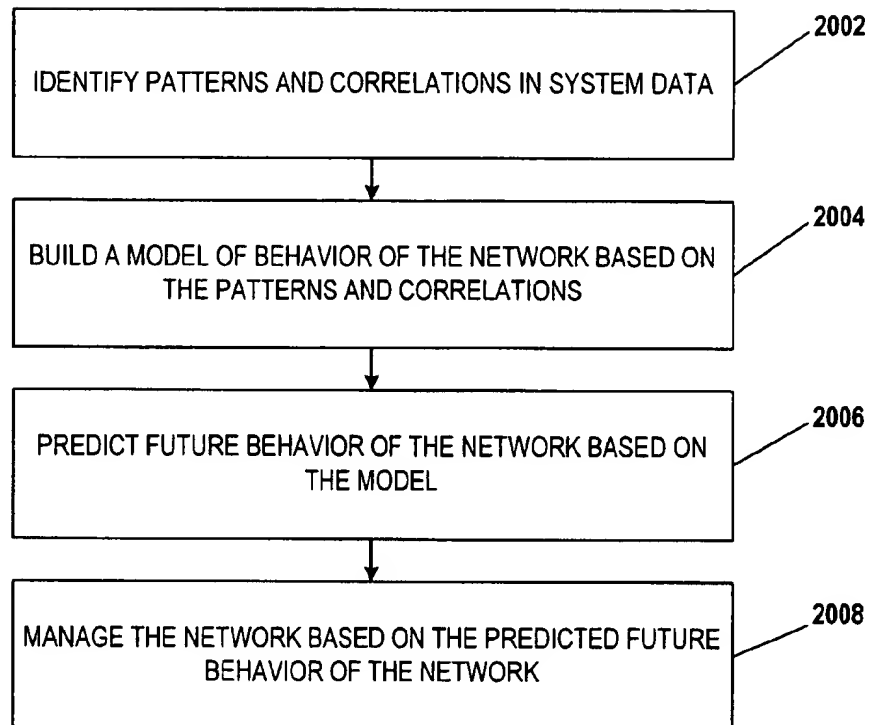 2002
IDENTIFY PATTERNS AND CORRELATIONS IN SYSTEM DATA
2004
BUILD A MODEL OF BEHAVIOR OF THE NETWORK BASED ON
THE PATTERNS AND CORRELATIONS
2006
PREDICT FUTURE BEHAVIOR OF THE NETWORK BASED ON
THE MODEL
2008
MANAGE THE NETWORK BASED ON THE PREDICTED FUTURE
BEHAVIOR OF THE NETWORK